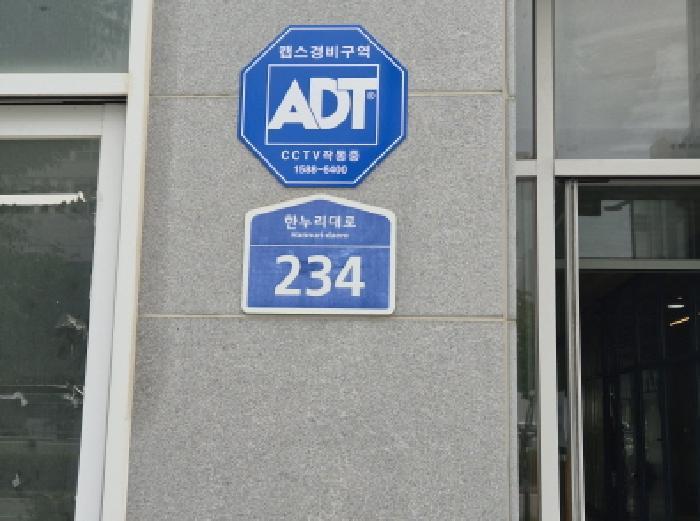 캡스경비구역
ADT®
CCTV작동중
1588-6400
한누리대로
Hannuri-daero
234